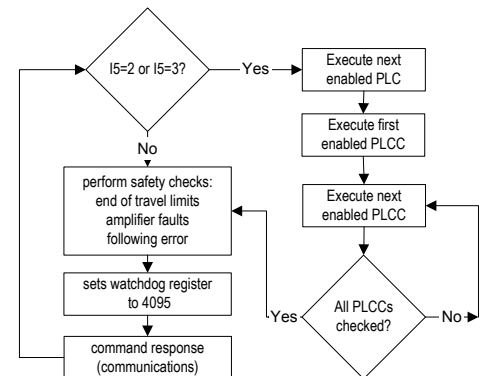 I5=2 or I5=3?
Yes
Execute next
enabled PLC
Execute first
enabled PLCC
No
perform safety checks:
end of travel limits
amplifier faults
following error
Execute next
enabled PLCC
sets watchdog register
to 4095
Yes
All PLCCs
checked?
No
command response
(communications)